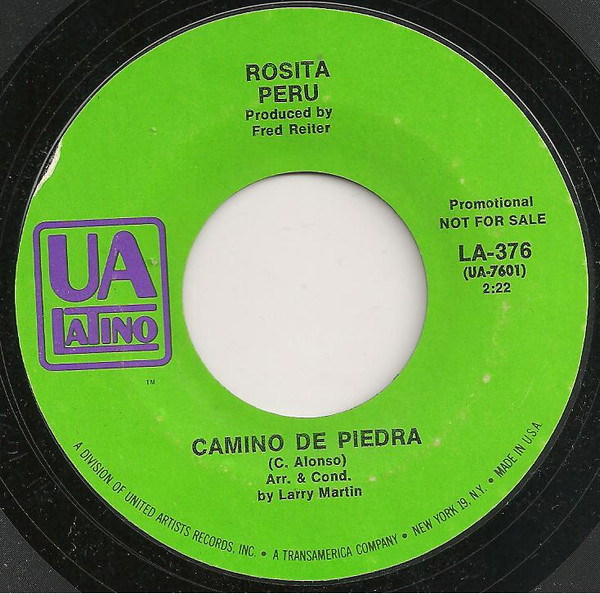 ROSITA
PERU
Produced by
Fred Reiter
Promotional
NOT FOR SALE
LA-376
(UA-7601)
2:22
UA
LATINO
TM
CAMINO DE PIEDRA
(C. Alonso)
Arr. & Cond.
by Larry Martin
A DIVISION OF UNITED ARTISTS RECORDS, INC. • A TRANSAMERICA COMPANY • NEW YORK 19, N.Y. • MADE IN U.S.A.